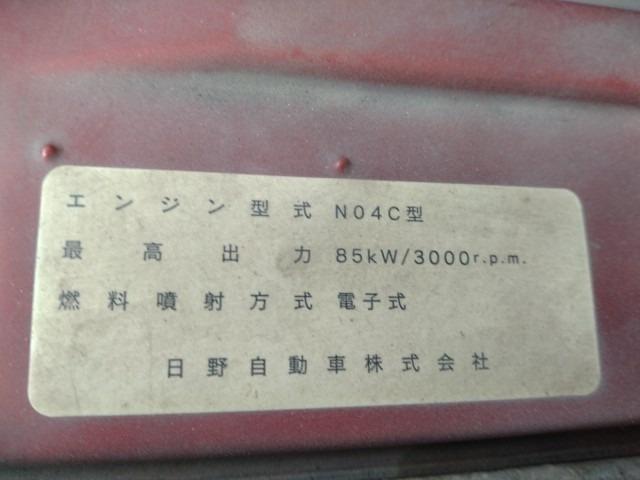 エンジン型式 N04C型
最高出力 85kW/3000r.p.m.
燃料噴射方式 電子式
日野自動車株式会社